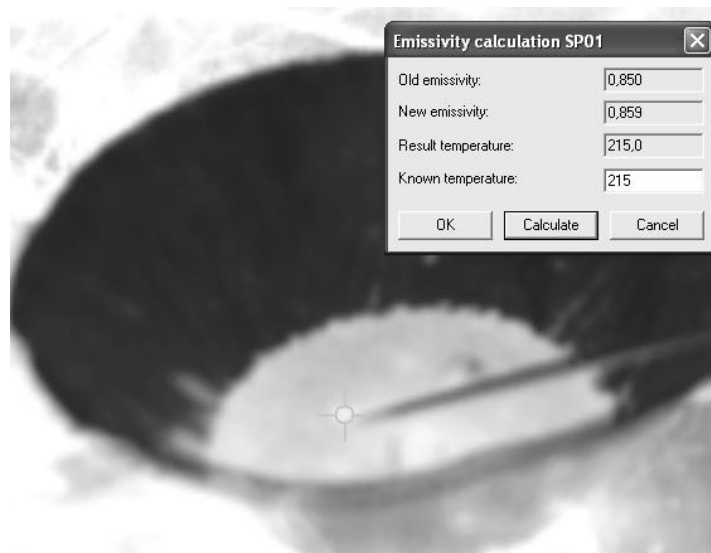 Emissivity calculation SP01
Old emissivity: 0,850
New emissivity: 0,859
Result temperature: 215,0
Known temperature: 215
OK Calculate Cancel